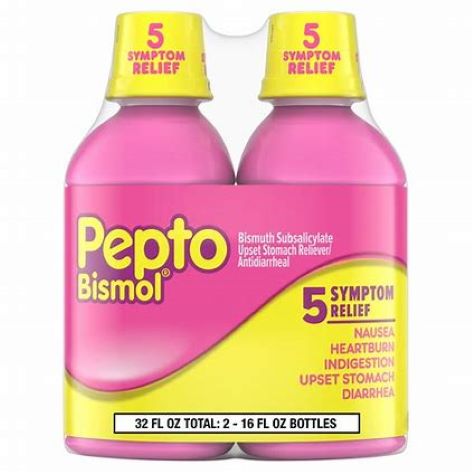 5
SYMPTOM
RELIEF
5
SYMPTOM
RELIEF
Pepto
Bismol®
Bismuth Subsalicylate
Upset Stomach Reliever/
Antidiarrheal
5 SYMPTOM
RELIEF
NAUSEA
HEARTBURN
INDIGESTION
UPSET STOMACH
DIARRHEA
32 FL OZ TOTAL: 2 - 16 FL OZ BOTTLES